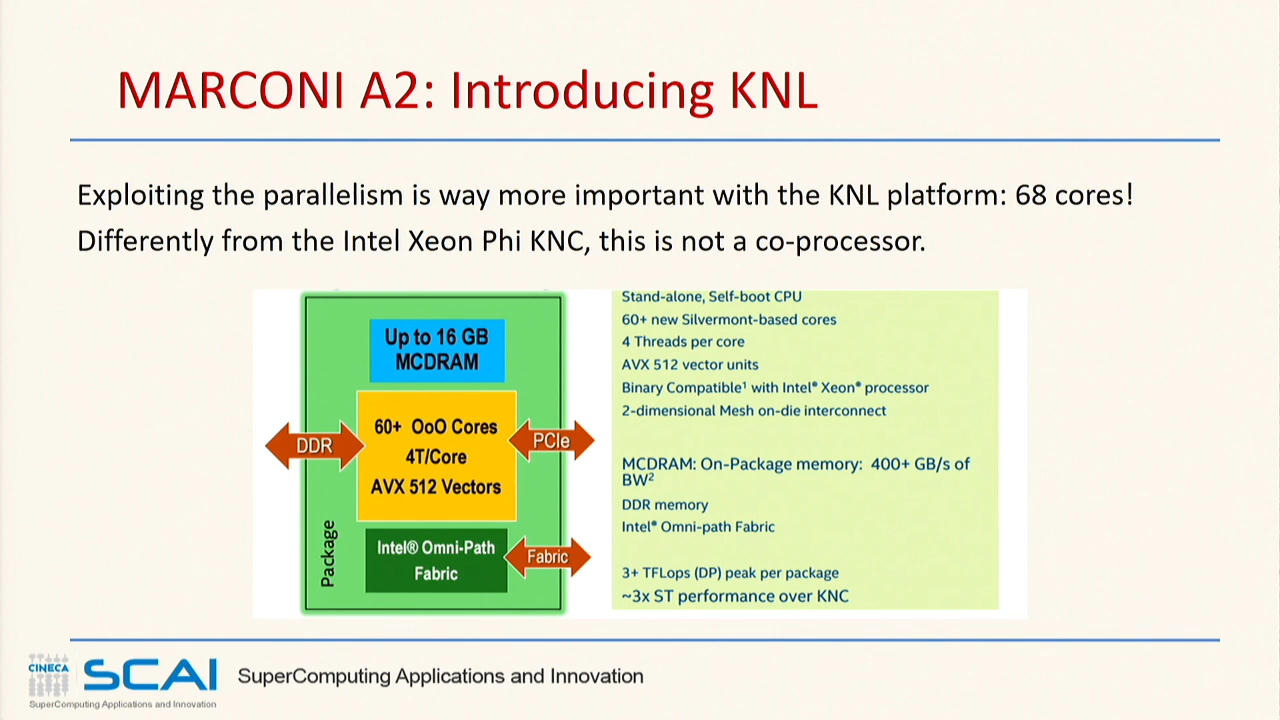 MARCONI A2: Introducing KNL
Exploiting the parallelism is way more important with the KNL platform: 68 cores!
Differently from the Intel Xeon Phi KNC, this is not a co-processor.
Up to 16 GB
MCDRAM
60+ OoO Cores
4T/Core
AVX 512 Vectors
DDR
PCIe
Package
Intel® Omni-Path
Fabric
Fabric
Stand-alone, Self-boot CPU
60+ new Silvermont-based cores
4 Threads per core
AVX 512 vector units
Binary Compatible¹ with Intel® Xeon® processor
2-dimensional Mesh on-die interconnect
MCDRAM: On-Package memory: 400+ GB/s of
BW²
DDR memory
Intel® Omni-path Fabric
3+ TFLops (DP) peak per package
~3x ST performance over KNC
CINECA
SCAI
SuperComputing Applications and Innovation
SuperComputing Applications and Innovation